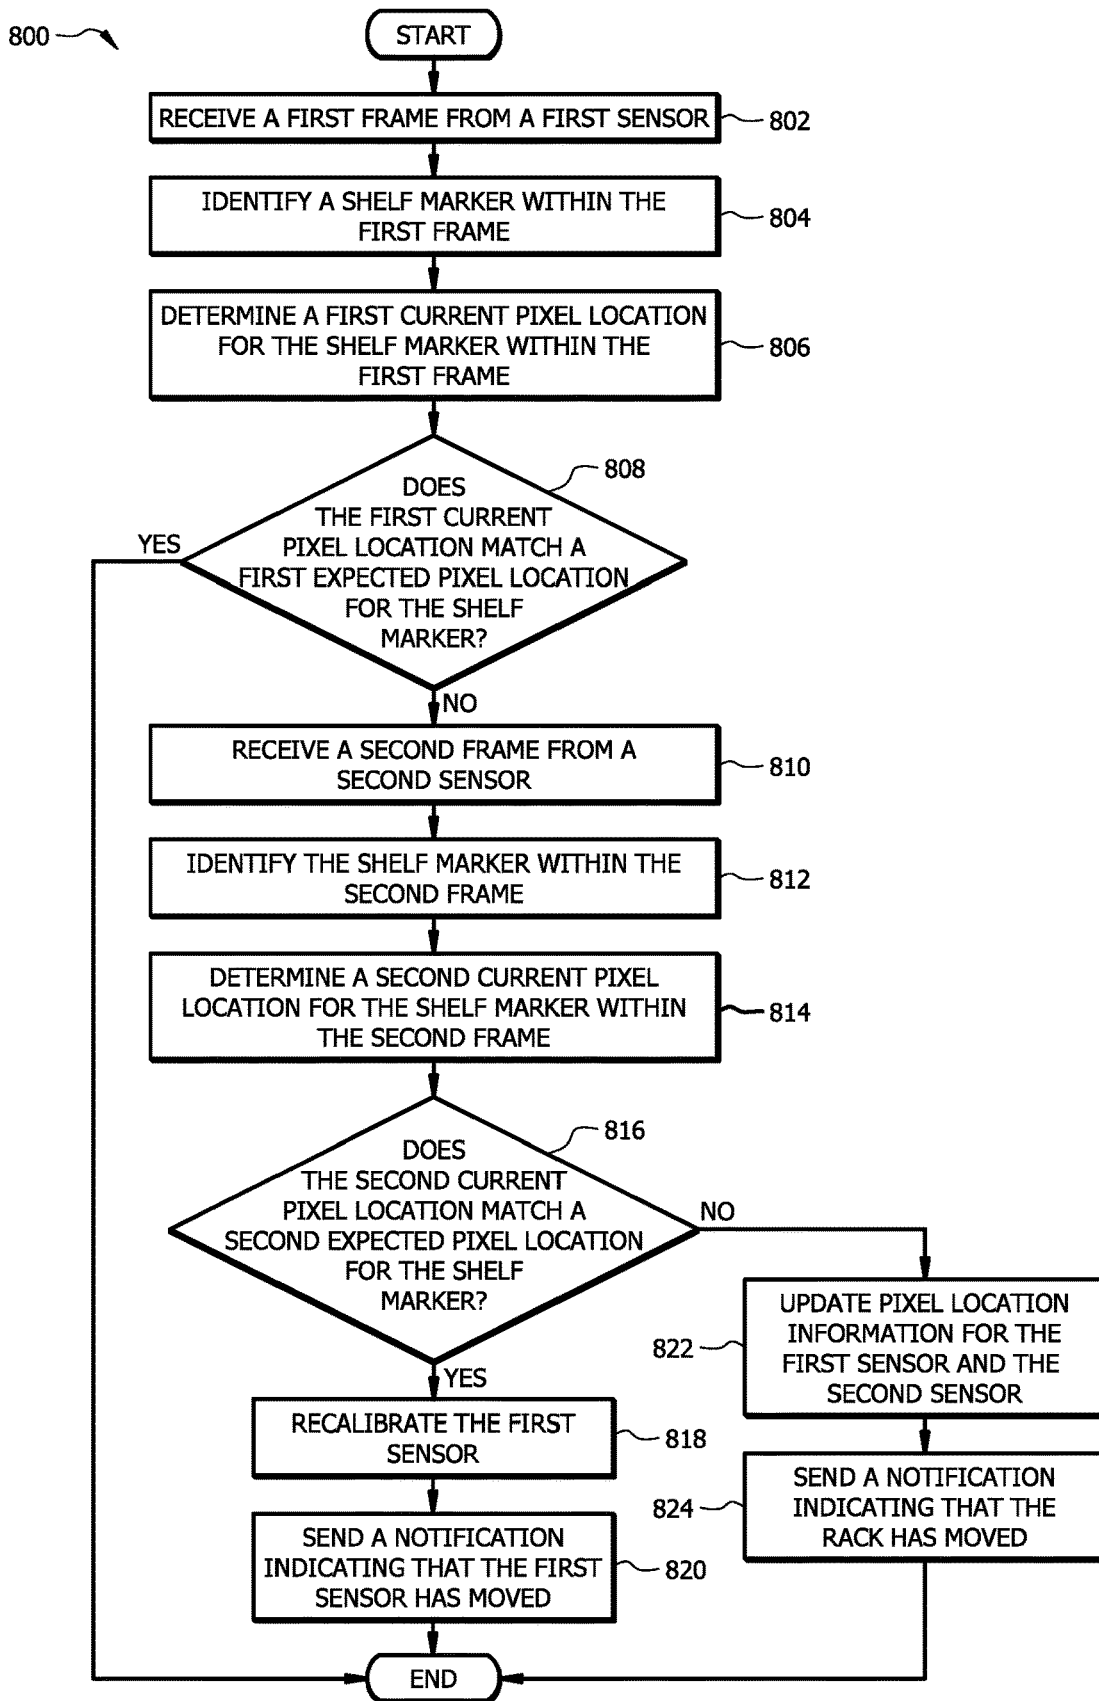 800
START
RECEIVE A FIRST FRAME FROM A FIRST SENSOR
802
IDENTIFY A SHELF MARKER WITHIN THE
FIRST FRAME
804
DETERMINE A FIRST CURRENT PIXEL LOCATION
FOR THE SHELF MARKER WITHIN THE
FIRST FRAME
806
808
DOES
THE FIRST CURRENT
PIXEL LOCATION MATCH A
FIRST EXPECTED PIXEL LOCATION
FOR THE SHELF
MARKER?
YES
NO
RECEIVE A SECOND FRAME FROM A
SECOND SENSOR
810
IDENTIFY THE SHELF MARKER WITHIN THE
SECOND FRAME
812
DETERMINE A SECOND CURRENT PIXEL
LOCATION FOR THE SHELF MARKER WITHIN
THE SECOND FRAME
814
816
DOES
THE SECOND CURRENT
PIXEL LOCATION MATCH A
SECOND EXPECTED PIXEL LOCATION
FOR THE SHELF
MARKER?
NO
YES
UPDATE PIXEL LOCATION
INFORMATION FOR THE
FIRST SENSOR AND THE
SECOND SENSOR
822
RECALIBRATE THE FIRST
SENSOR
818
SEND A NOTIFICATION
INDICATING THAT THE
RACK HAS MOVED
824
SEND A NOTIFICATION
INDICATING THAT THE FIRST
SENSOR HAS MOVED
820
END